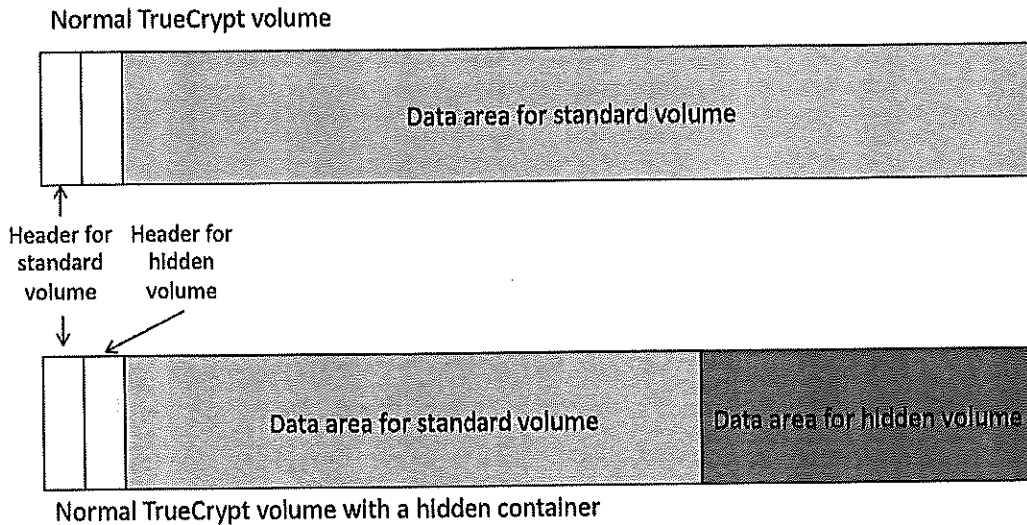 Normal TrueCrypt volume
Data area for standard volume
Header for
standard
volume
Header for
hidden
volume
Data area for standard volume
Data area for hidden volume
Normal TrueCrypt volume with a hidden container